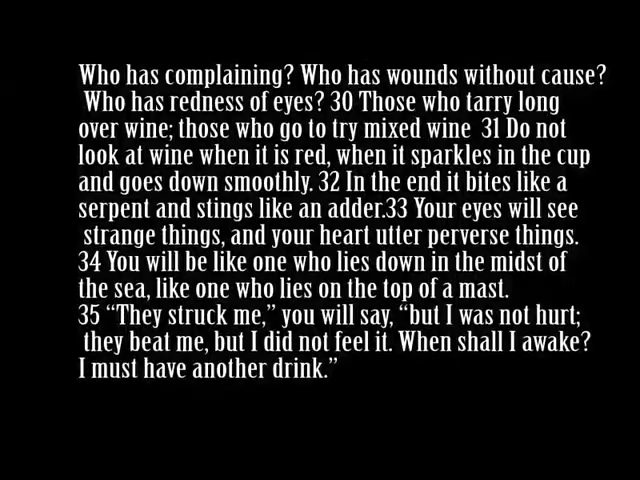 Who has complaining? Who has wounds without cause?
Who has redness of eyes? 30 Those who tarry long
over wine; those who go to try mixed wine 31 Do not
look at wine when it is red, when it sparkles in the cup
and goes down smoothly. 32 In the end it bites like a
serpent and stings like an adder.33 Your eyes will see
strange things, and your heart utter perverse things.
34 You will be like one who lies down in the midst of
the sea, like one who lies on the top of a mast.
35 “They struck me,” you will say, “but I was not hurt;
they beat me, but I did not feel it. When shall I awake?
I must have another drink.”